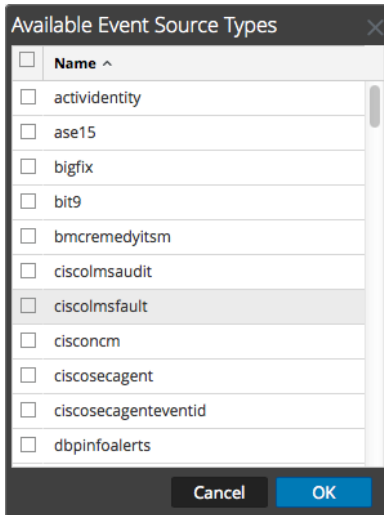 Available Event Source Types
Name
actividentity
ase15
bigfix
bit9
bmcremedyitsm
ciscolmsaudit
ciscolmsfault
cisconcm
ciscosecagent
ciscosecagenteventid
dbpinfoalerts
Cancel OK